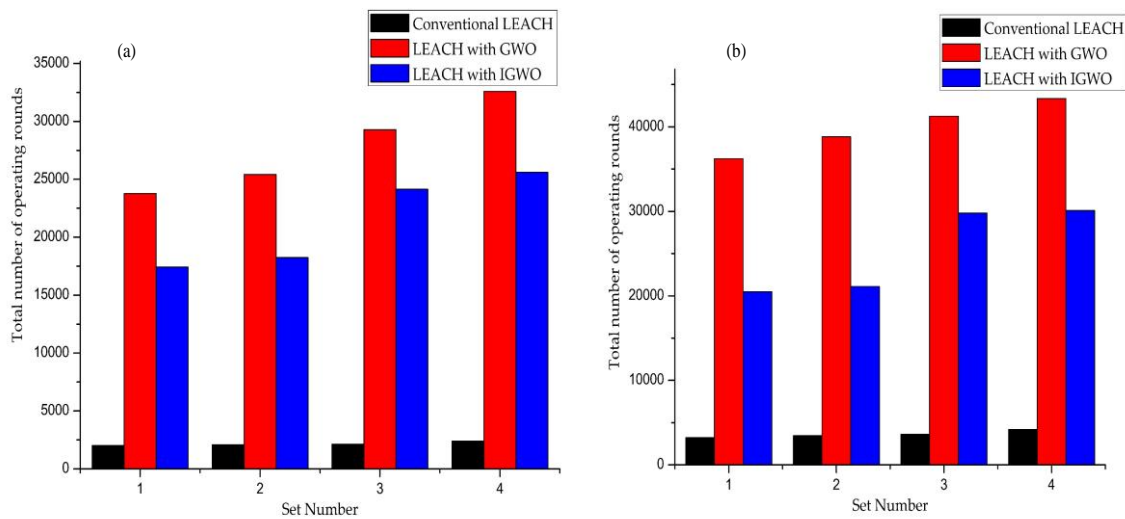 (a)
Conventional LEACH
LEACH with GWO
LEACH with IGWO
Total number of operating rounds
35000
30000
25000
20000
15000
10000
5000
0
1 2 3 4
Set Number
(b)
Conventional LEACH
LEACH with GWO
LEACH with IGWO
Total number of operating rounds
40000
30000
20000
10000
0
1 2 3 4
Set Number